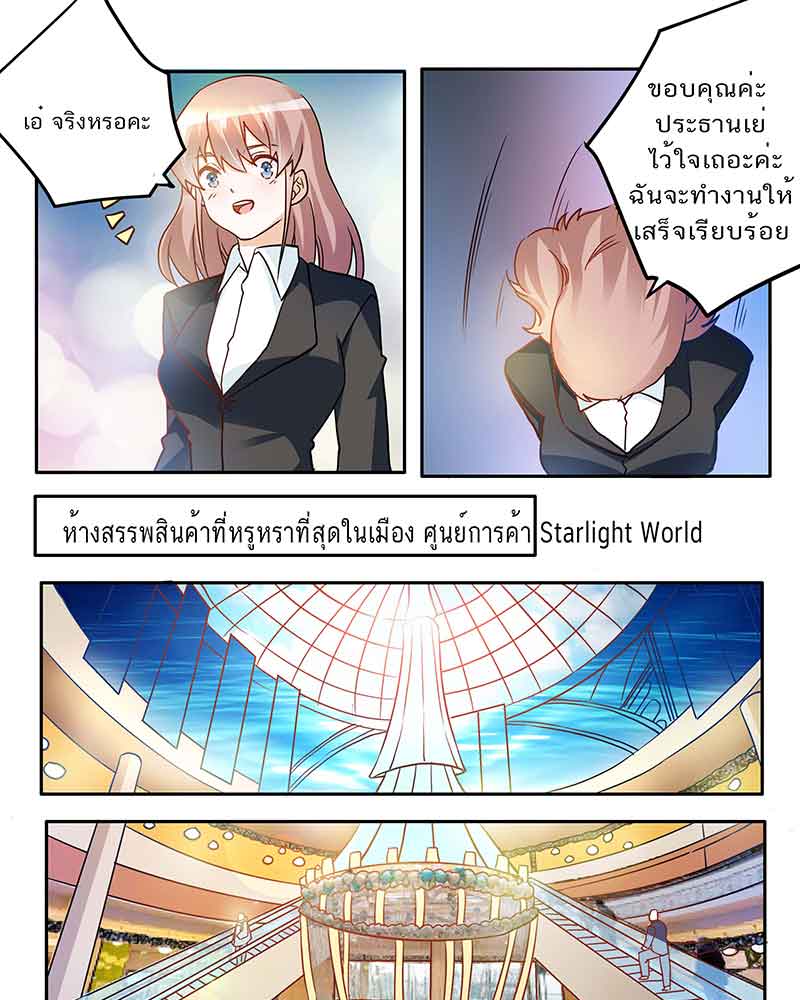 เอ๋ จริงหรอคะ
ขอบคุณค่ะ
ประธานเย่
ไว้ใจเถอะค่ะ
ฉันจะทำงานให้
เสร็จเรียบร้อย
ห้างสรรพสินค้าที่หรูหราที่สุดในเมือง ศูนย์การค้า Starlight World